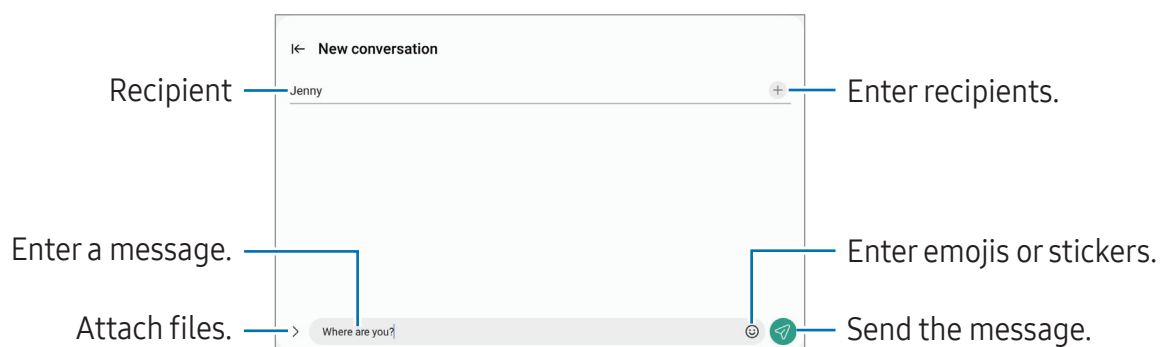 New conversation
Recipient
Jenny
Enter recipients.
Enter a message.
Enter emojis or stickers.
Attach files.
Where are you?
Send the message.